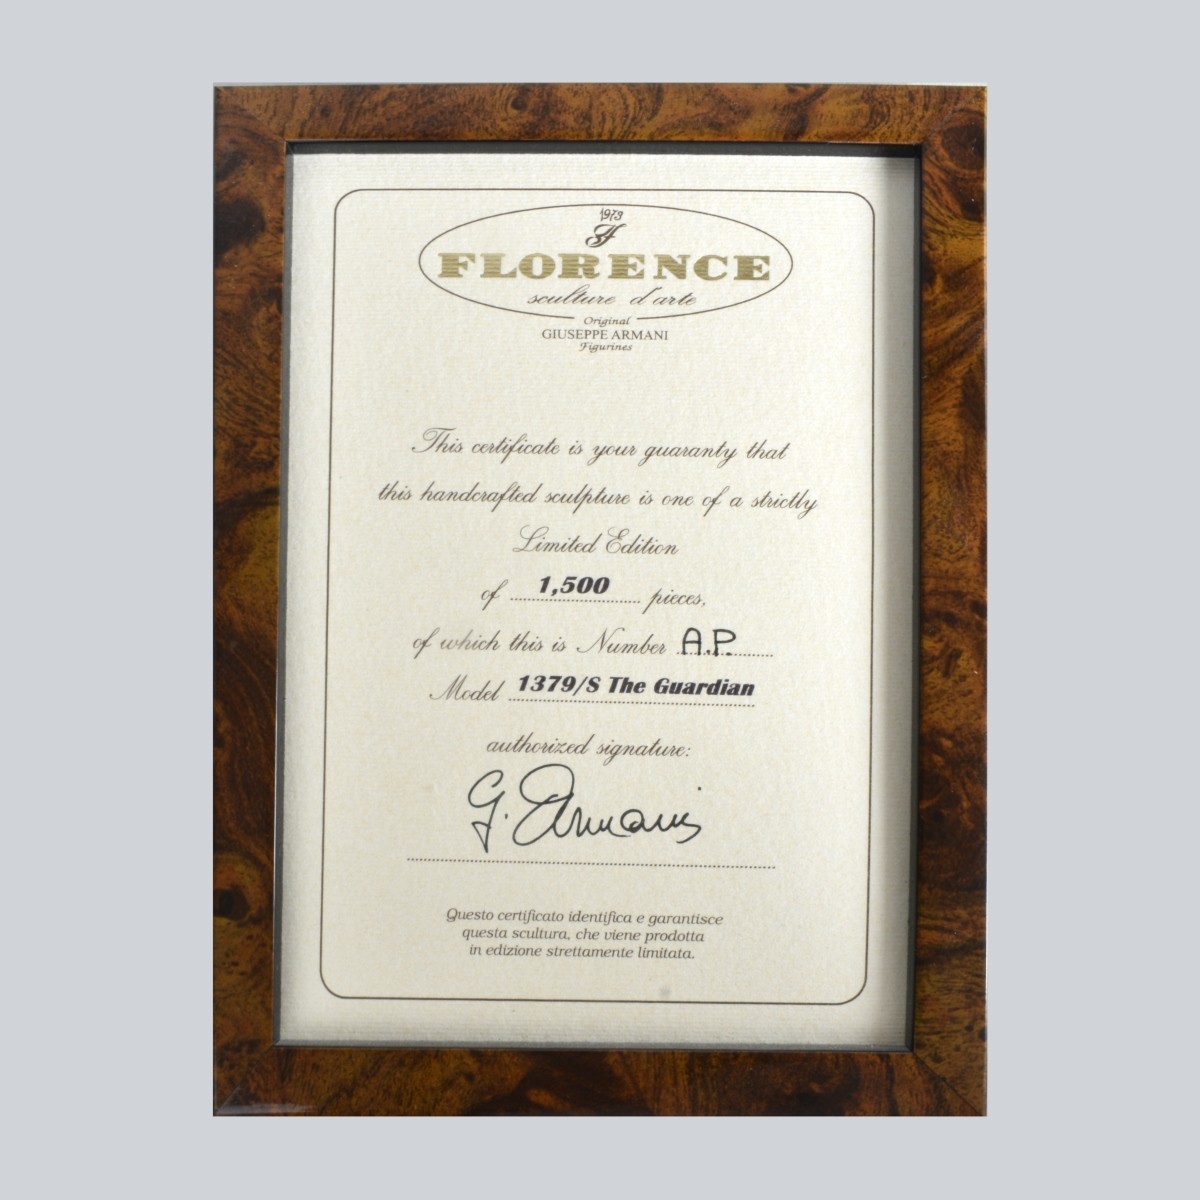 1973
FLORENCE
sculture d'arte
Original
GIUSEPPE ARMANI
Figurines
This certificate is your guaranty that
this handcrafted sculpture is one of a strictly
Limited Edition
of 1,500 pieces,
of which this is Number A.P.
Model 1379/S The Guardian
authorized signature:
G. Armani
Questo certificato identifica e garantisce
questa scultura, che viene prodotta
in edizione strettamente limitata.